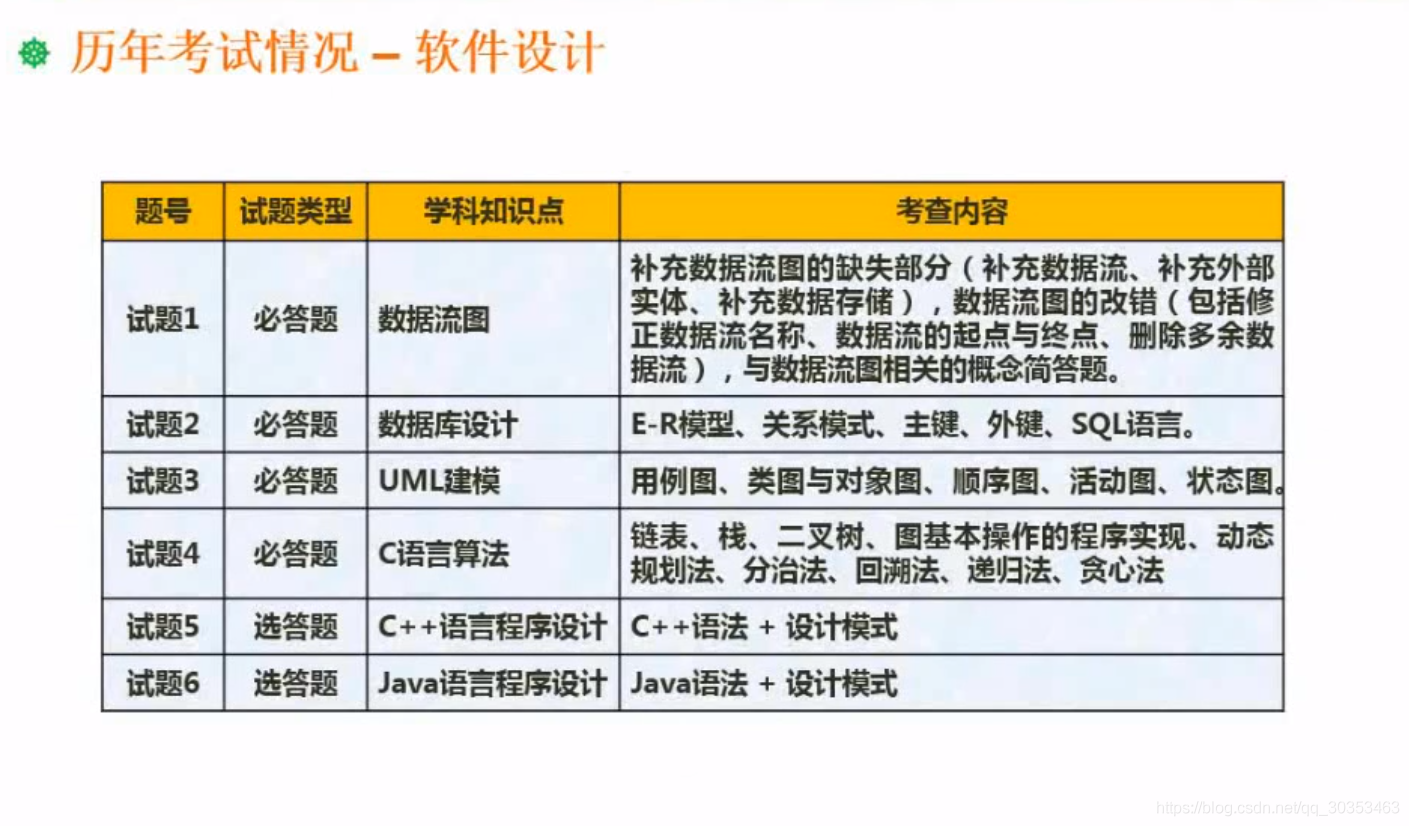 历年考试情况 – 软件设计
题号 试题类型 学科知识点 考查内容
试题1 必答题 数据流图
补充数据流图的缺失部分（补充数据流、补充外部
实体、补充数据存储），数据流图的改错（包括修
正数据流名称、数据流的起点与终点、删除多余数
据流），与数据流图相关的概念简答题。
试题2 必答题 数据库设计 E-R模型、关系模式、主键、外键、SQL语言。
试题3 必答题 UML建模 用例图、类图与对象图、顺序图、活动图、状态图。
试题4 必答题 C语言算法
链表、栈、二叉树、图基本操作的程序实现、动态
规划法、分治法、回溯法、递归法、贪心法
试题5 选答题 C++语言程序设计 C++语法 + 设计模式
试题6 选答题 Java语言程序设计 Java语法 + 设计模式
https://blog.csdn.net/qq_30353463